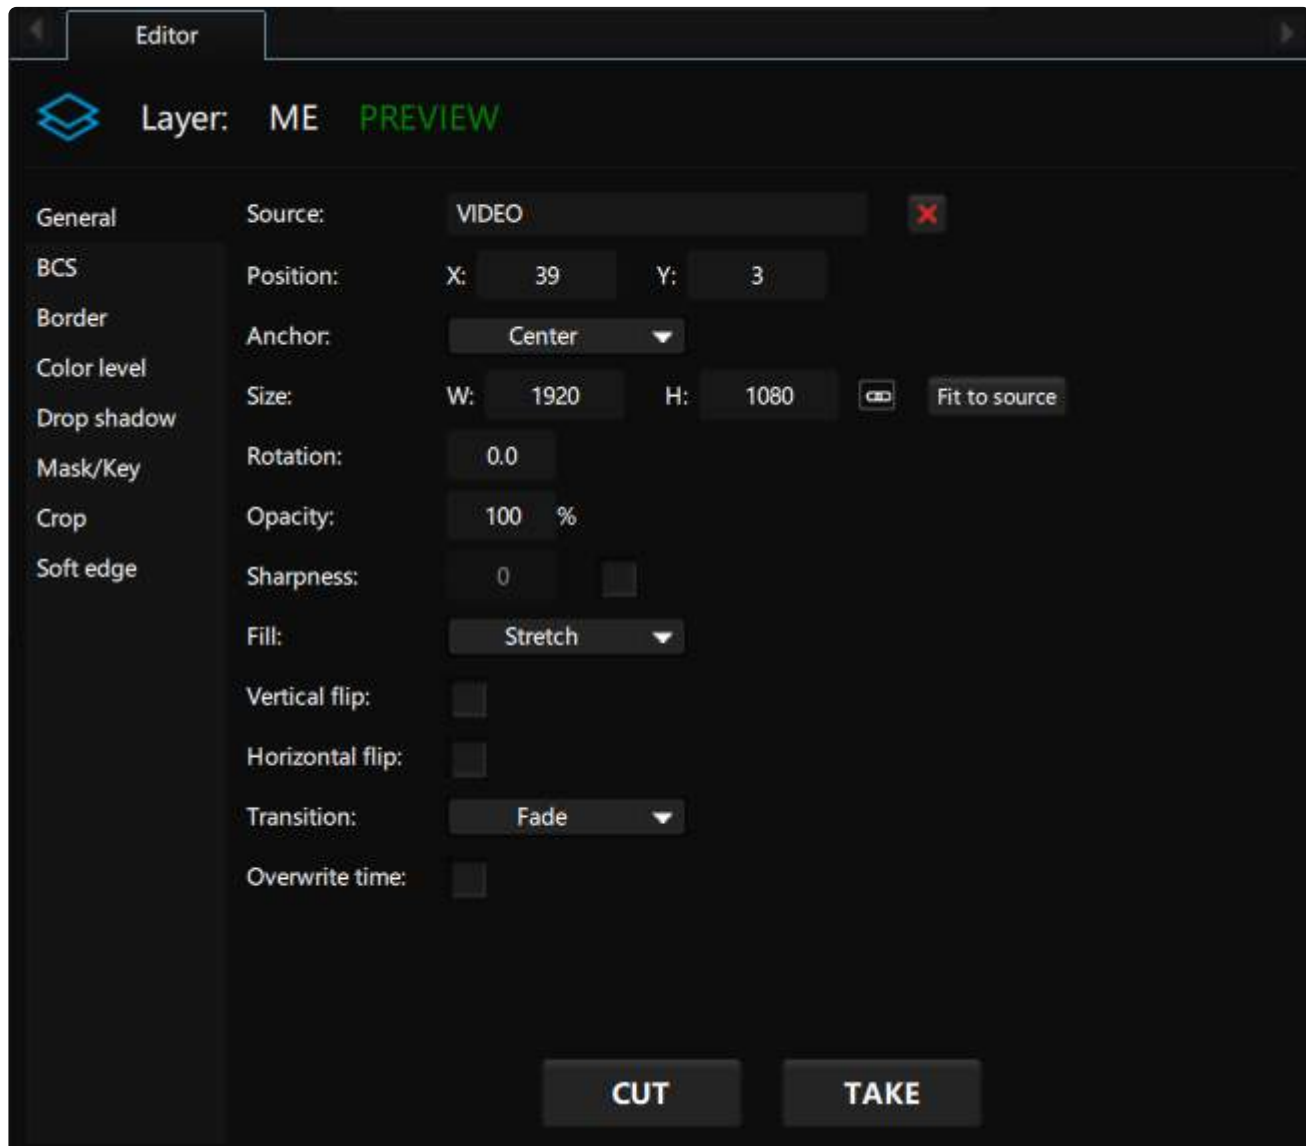 Editor
Layer: ME PREVIEW
General
BCS
Border
Color level
Drop shadow
Mask/Key
Crop
Soft edge
Source: VIDEO
Position: X: 39 Y: 3
Anchor: Center
Size: W: 1920 H: 1080 Fit to source
Rotation: 0.0
Opacity: 100 %
Sharpness: 0
Fill: Stretch
Vertical flip:
Horizontal flip:
Transition: Fade
Overwrite time:
CUT TAKE